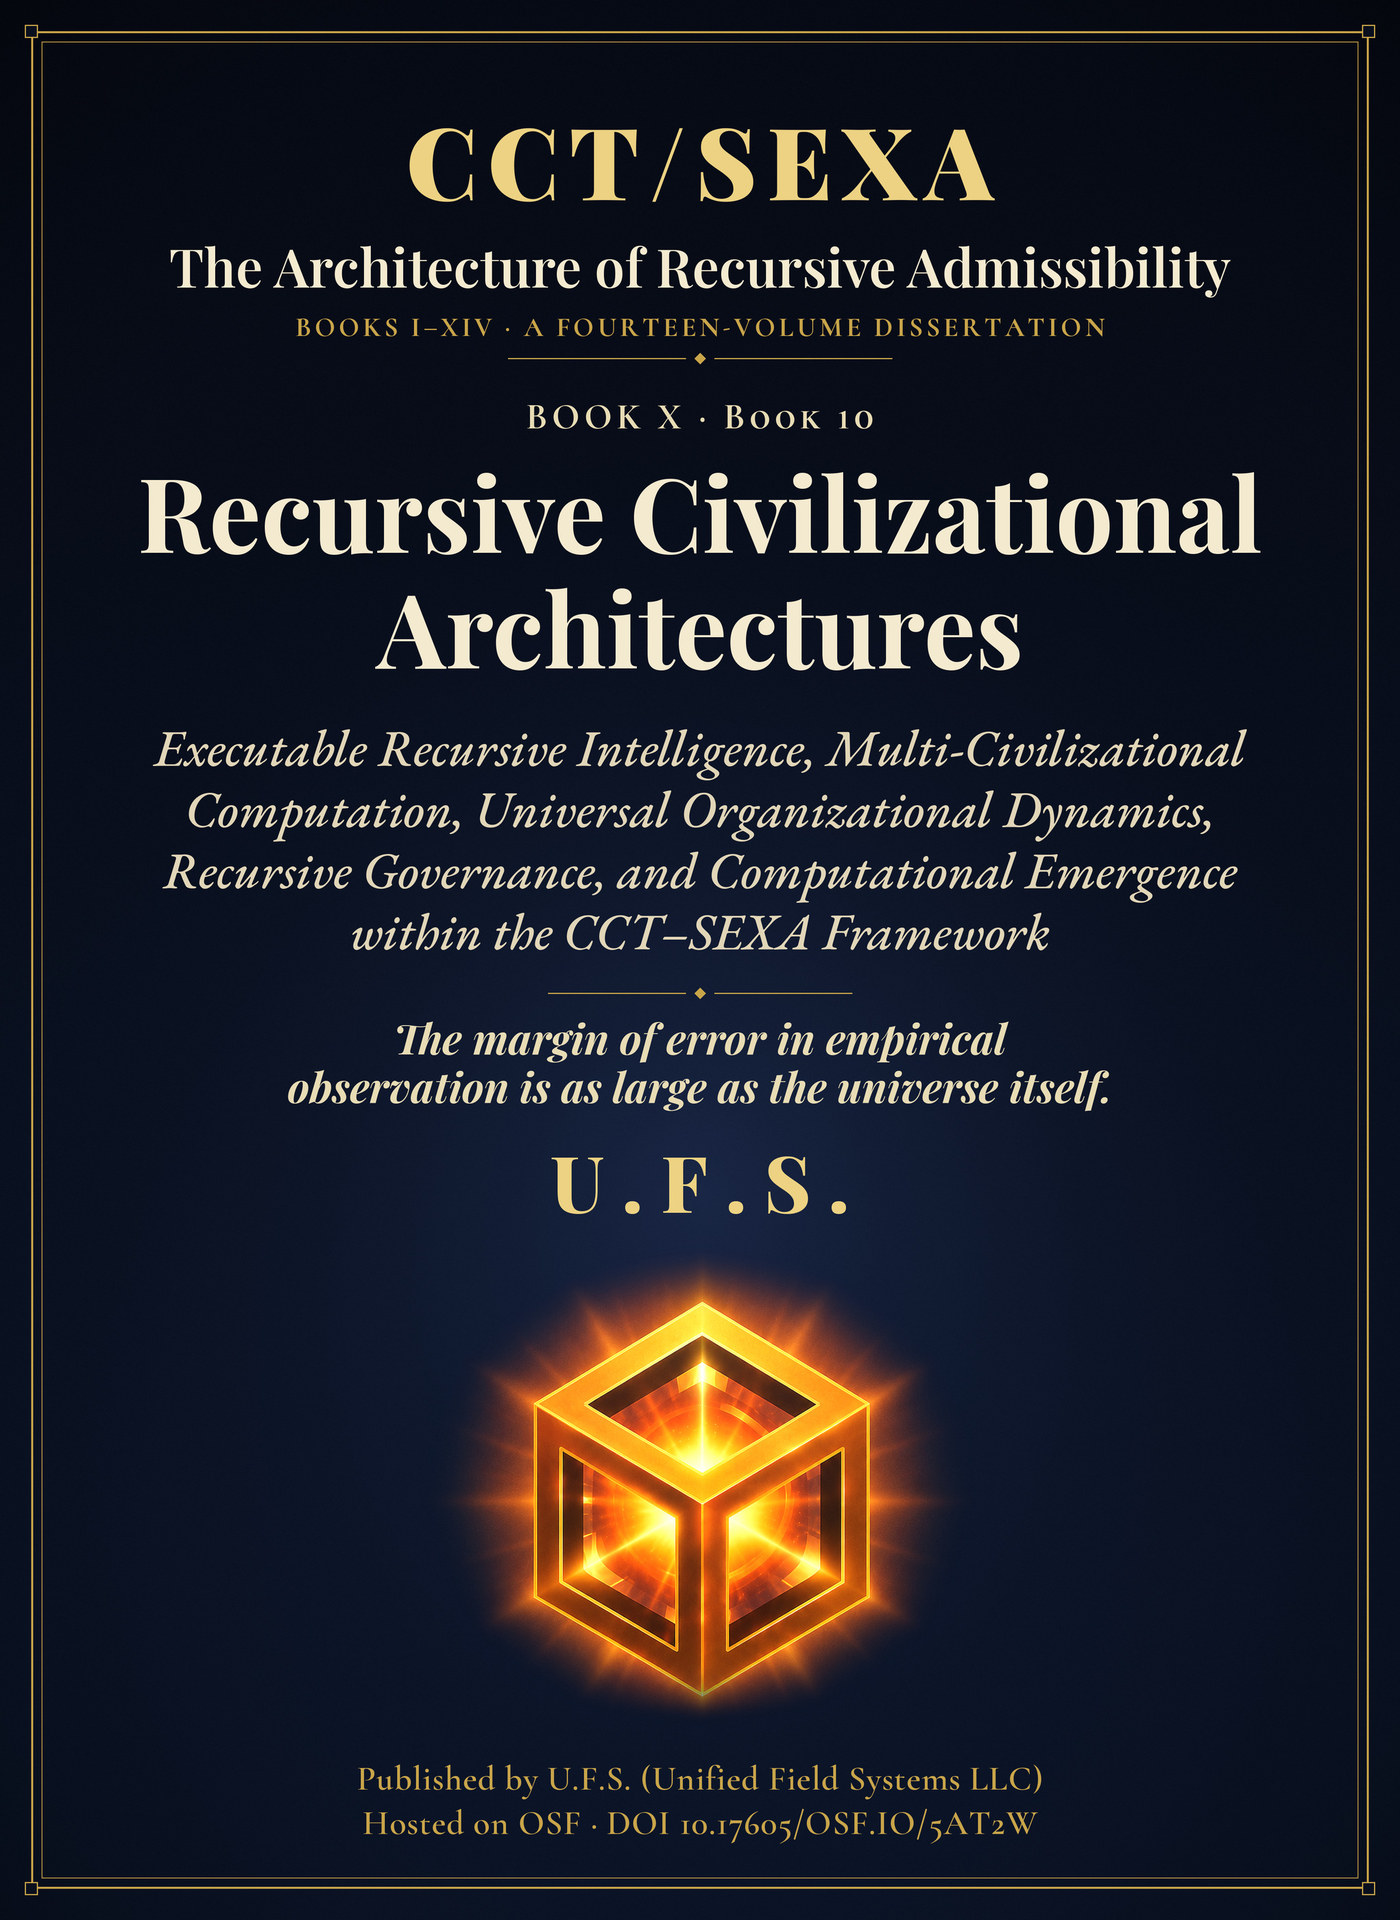 CCT/SEXA
The Architecture of Recursive Admissibility
BOOKS I–XIV · A FOURTEEN-VOLUME DISSERTATION
BOOK X · Book 10
Recursive Civilizational
Architectures
Executable Recursive Intelligence, Multi-Civilizational
Computation, Universal Organizational Dynamics,
Recursive Governance, and Computational Emergence
within the CCT–SEXA Framework
The margin of error in empirical
observation is as large as the universe itself.
U.F.S.
Published by U.F.S. (Unified Field Systems LLC)
Hosted on OSF · DOI 10.17605/OSF.IO/5AT2W